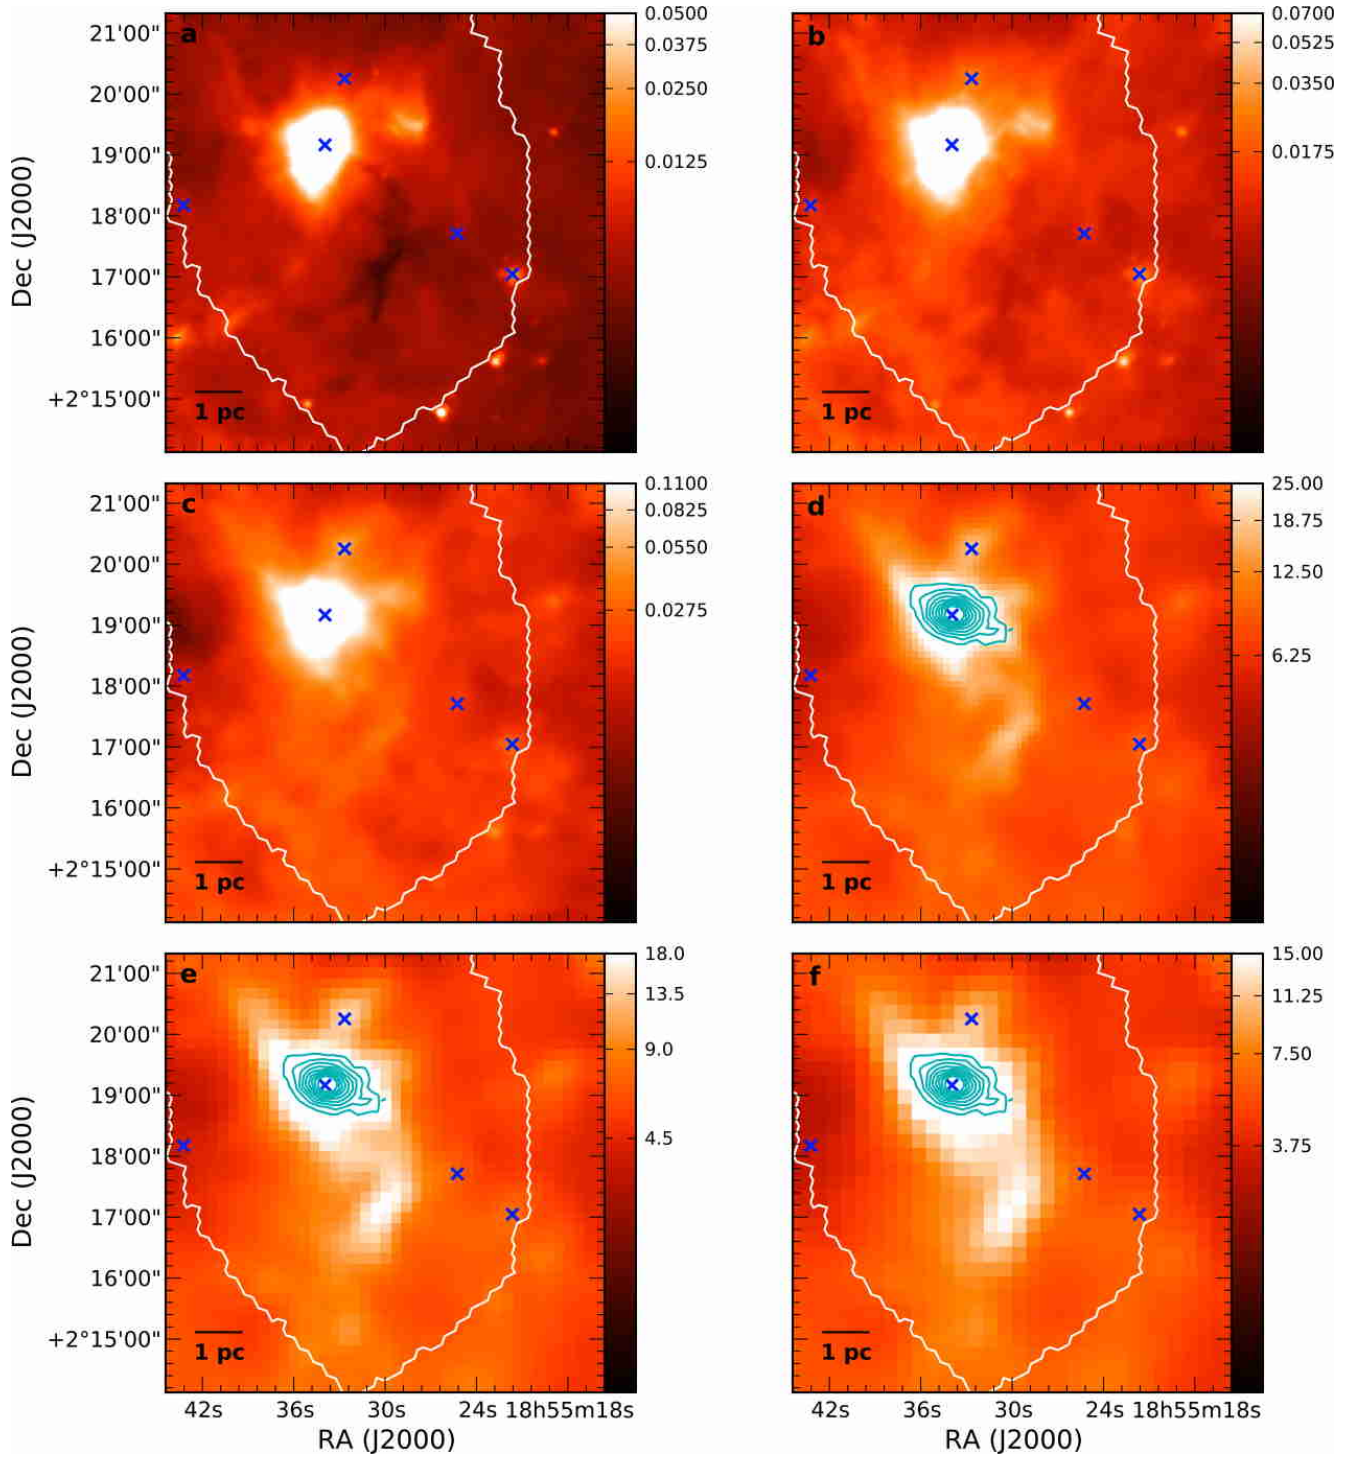 a
21'00"
20'00"
19'00"
18'00"
17'00"
16'00"
+2°15'00"
Dec (J2000)
1 pc
0.0500
0.0375
0.0250
0.0125
b
1 pc
0.0700
0.0525
0.0350
0.0175
c
21'00"
20'00"
19'00"
18'00"
17'00"
16'00"
+2°15'00"
Dec (J2000)
1 pc
0.1100
0.0825
0.0550
0.0275
d
1 pc
25.00
18.75
12.50
6.25
e
21'00"
20'00"
19'00"
18'00"
17'00"
16'00"
+2°15'00"
Dec (J2000)
1 pc
18.0
13.5
9.0
4.5
42s 36s 30s 24s 18h55m18s
RA (J2000)
f
1 pc
15.00
11.25
7.50
3.75
42s 36s 30s 24s 18h55m18s
RA (J2000)